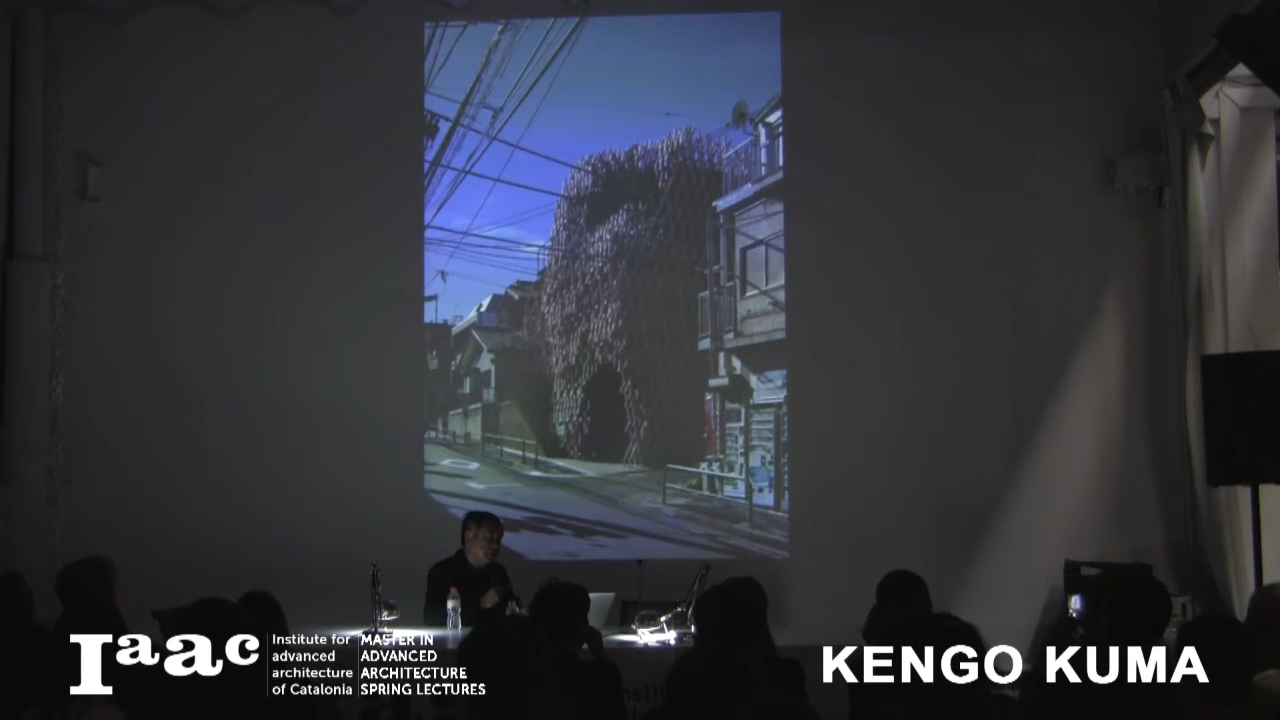 Iaac
Institute for
advanced
architecture
of Catalonia
MASTER IN
ADVANCED
ARCHITECTURE
SPRING LECTURES
KENGO KUMA